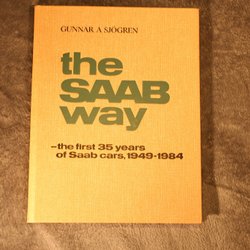 GUNNAR A SJÖGREN
the
SAAB
way
–the first 35 years
of Saab cars, 1949-1984